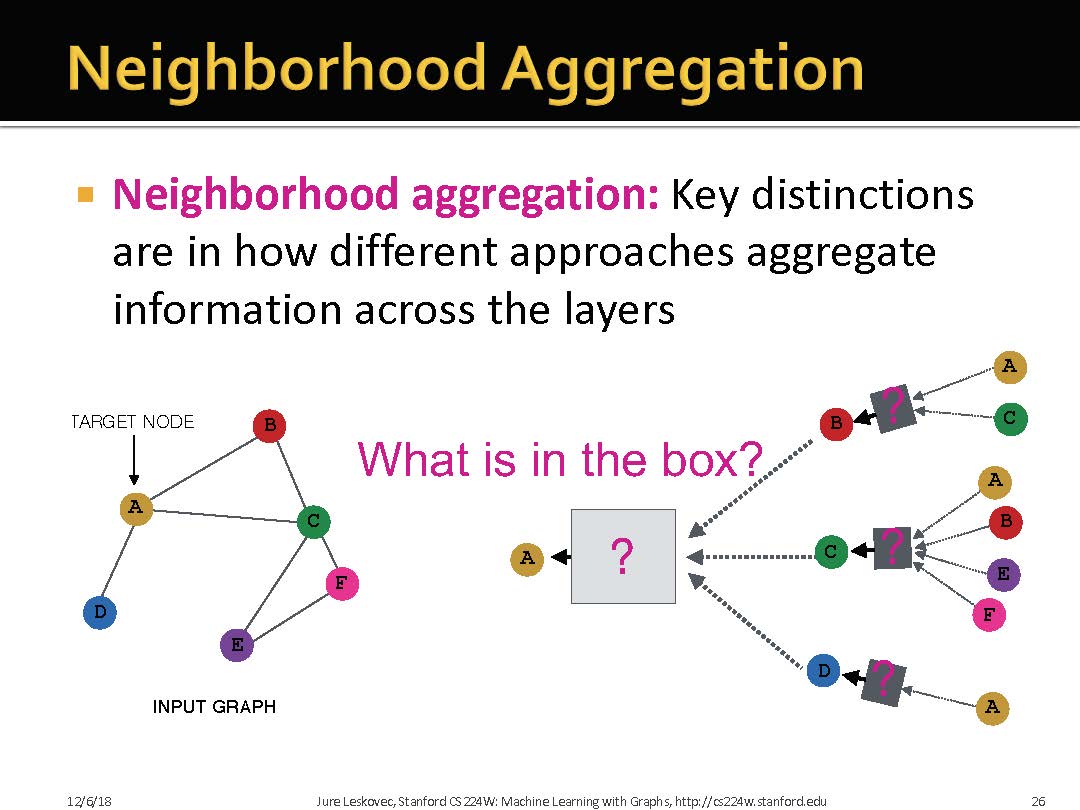 Neighborhood Aggregation
Neighborhood aggregation: Key distinctions
are in how different approaches aggregate
information across the layers
TARGET NODE
B
A
C
F
D
E
INPUT GRAPH
What is in the box?
A
?
B
?
A
C
C
?
A
B
E
F
D
?
A
12/6/18
Jure Leskovec, Stanford CS224W: Machine Learning with Graphs, http://cs224w.stanford.edu
26